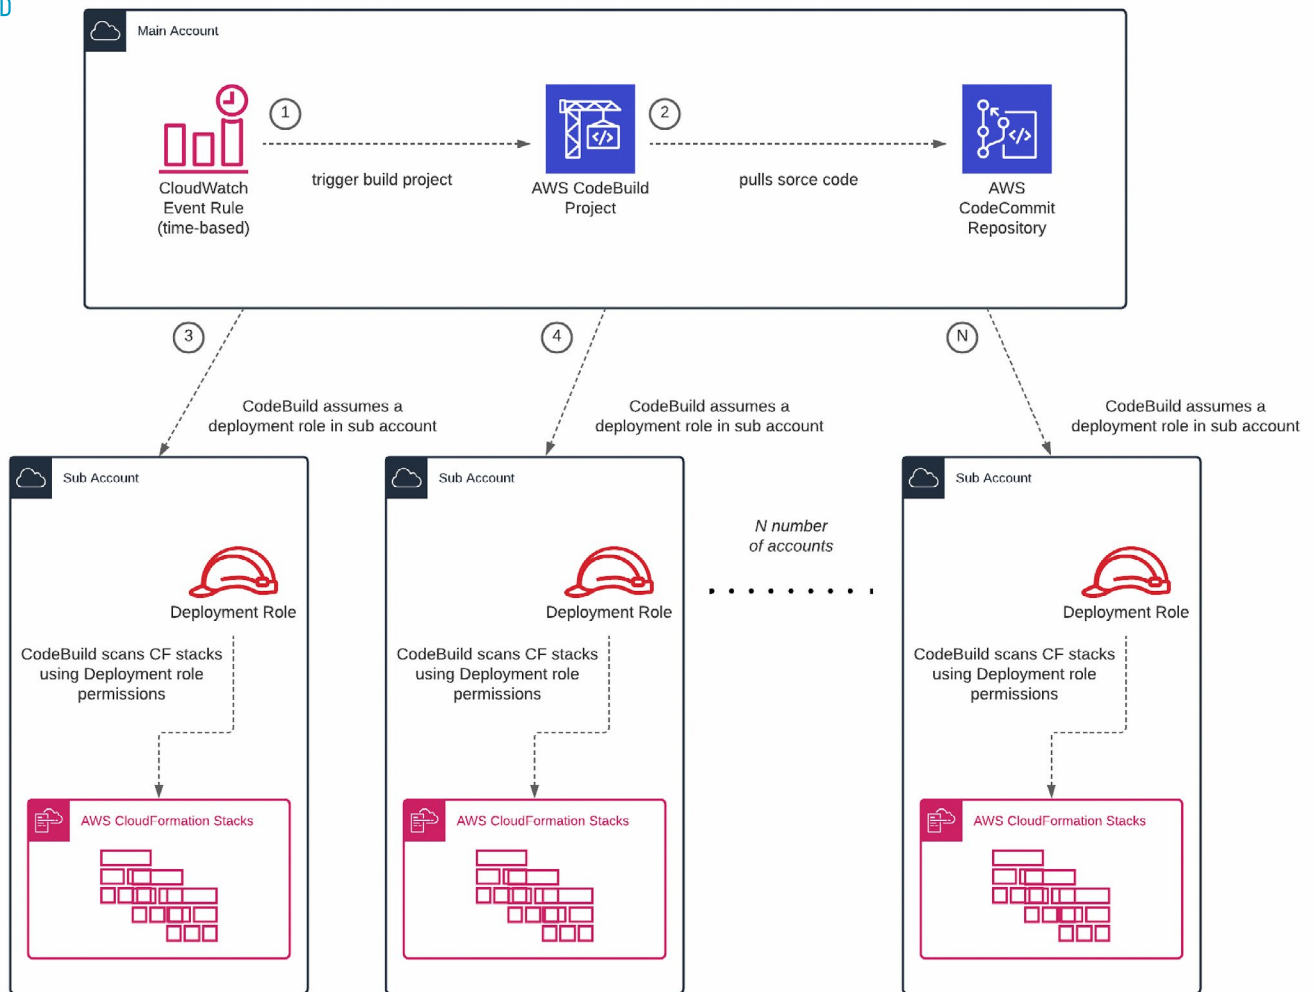 D
Main Account
1
2
trigger build project
pulls sorce code
CloudWatch
Event Rule
(time-based)
AWS CodeBuild
Project
AWS
CodeCommit
Repository
3
4
N
CodeBuild assumes a
deployment role in sub account
CodeBuild assumes a
deployment role in sub account
CodeBuild assumes a
deployment role in sub account
Sub Account
Deployment Role
CodeBuild scans CF stacks
using Deployment role
permissions
AWS CloudFormation Stacks
Sub Account
Deployment Role
CodeBuild scans CF stacks
using Deployment role
permissions
AWS CloudFormation Stacks
N number
of accounts
Sub Account
Deployment Role
CodeBuild scans CF stacks
using Deployment role
permissions
AWS CloudFormation Stacks